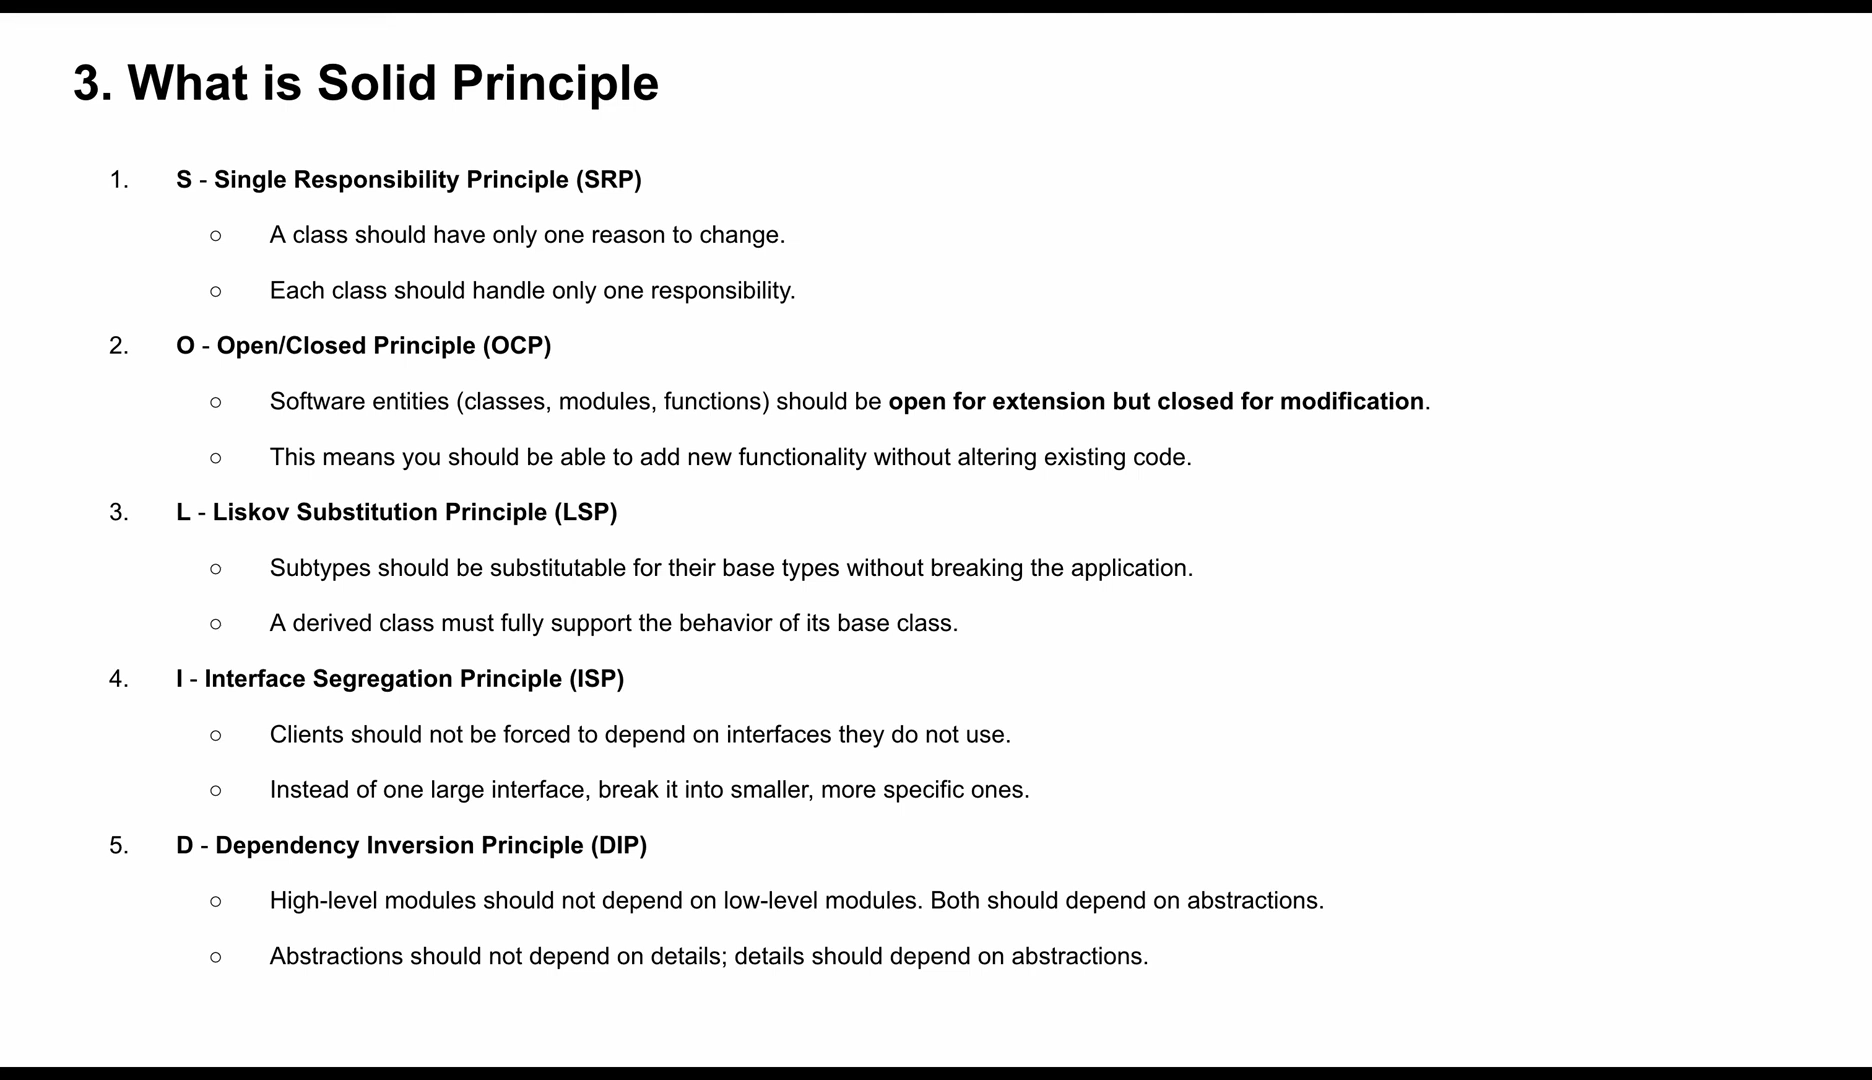 3. What is Solid Principle
1. S - Single Responsibility Principle (SRP)
○ A class should have only one reason to change.
○ Each class should handle only one responsibility.
2. O - Open/Closed Principle (OCP)
○ Software entities (classes, modules, functions) should be open for extension but closed for modification.
○ This means you should be able to add new functionality without altering existing code.
3. L - Liskov Substitution Principle (LSP)
○ Subtypes should be substitutable for their base types without breaking the application.
○ A derived class must fully support the behavior of its base class.
4. I - Interface Segregation Principle (ISP)
○ Clients should not be forced to depend on interfaces they do not use.
○ Instead of one large interface, break it into smaller, more specific ones.
5. D - Dependency Inversion Principle (DIP)
○ High-level modules should not depend on low-level modules. Both should depend on abstractions.
○ Abstractions should not depend on details; details should depend on abstractions.